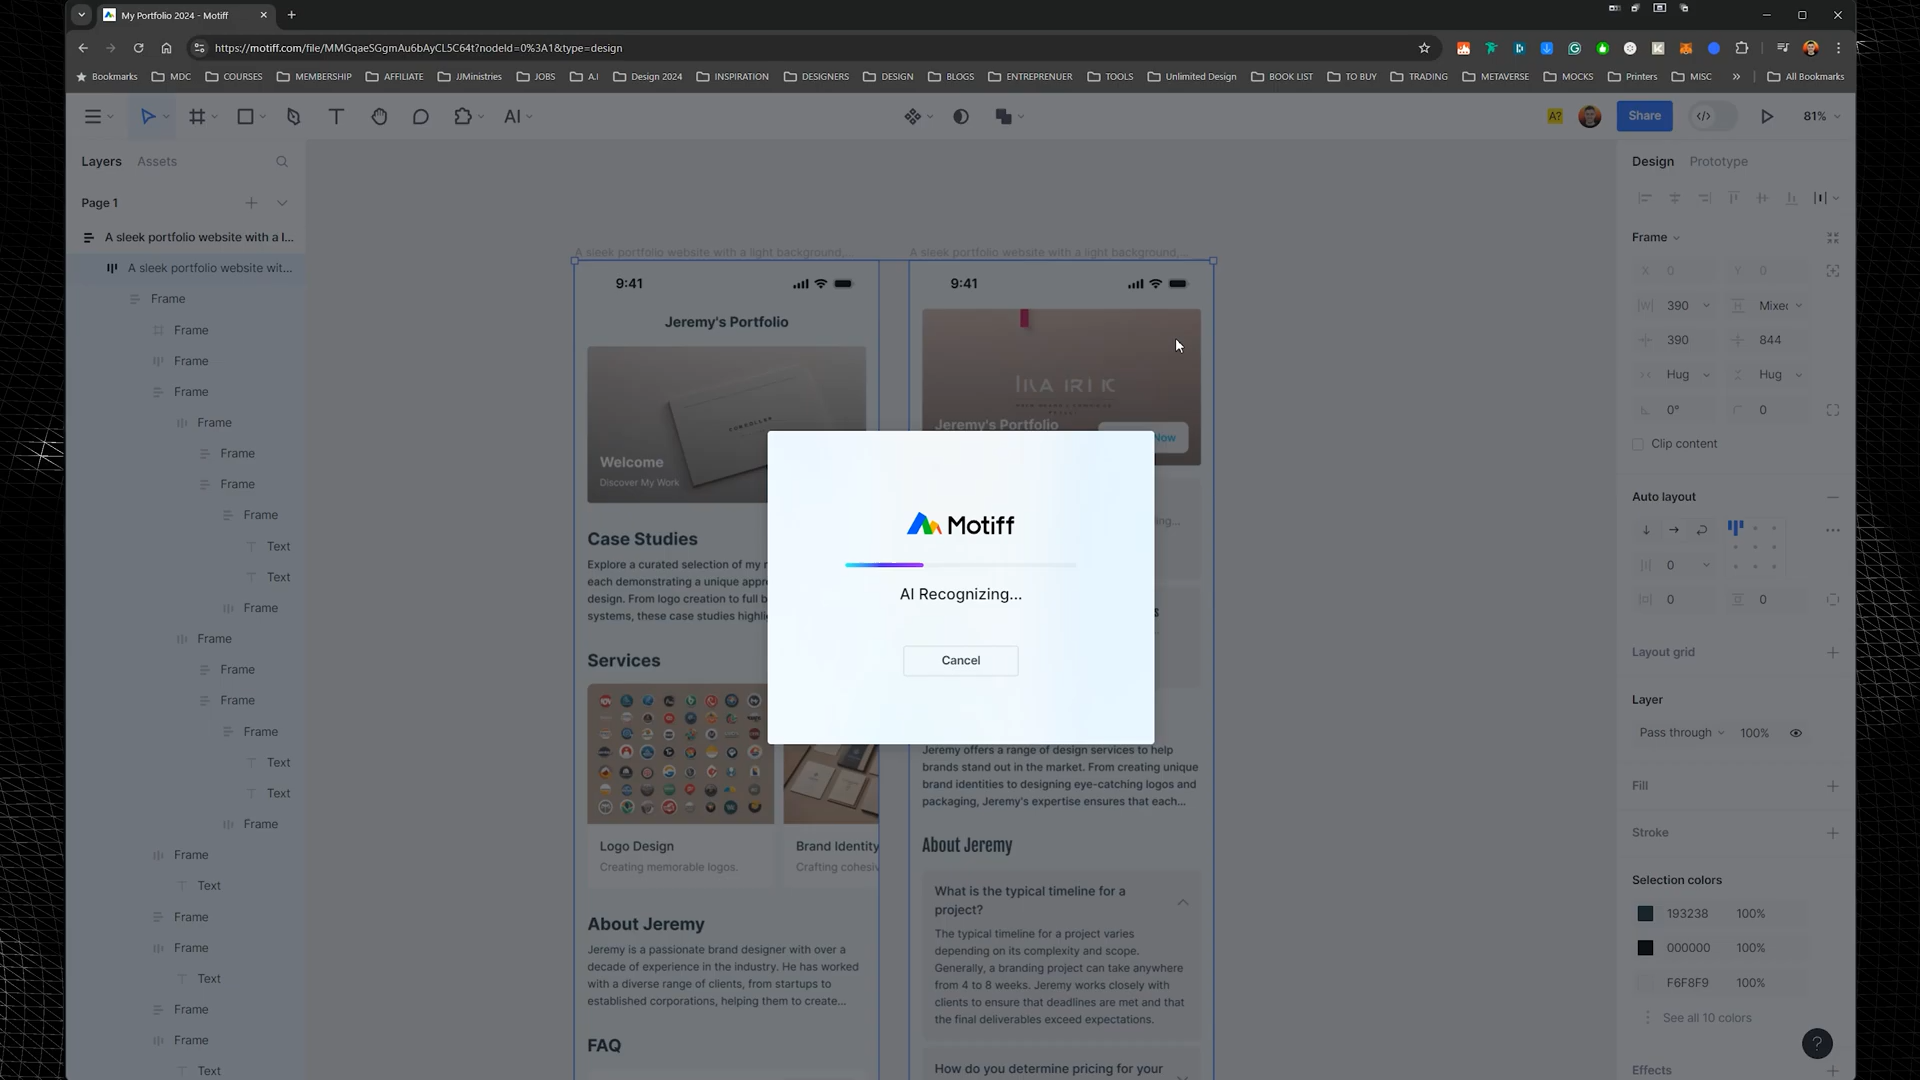 My Portfolio 2024 - Motiff
https://motiff.com/file/MMGqaeSGgmAu6bAyCL5C64t?nodeId=0%3A1&type=design
Bookmarks
MDC
COURSES
MEMBERSHIP
AFFILIATE
JJMinistries
JOBS
A.I
Design 2024
INSPIRATION
DESIGNERS
DESIGN
BLOGS
ENTREPRENUER
TOOLS
Unlimited Design
BOOK LIST
TO BUY
TRADING
METAVERSE
MOCKS
Printers
MISC
All Bookmarks
AI
A?
Share
81%
Layers
Assets
Page 1
A sleek portfolio website with a l...
A sleek portfolio website wit...
Frame
Frame
Frame
Frame
Frame
Frame
Frame
Frame
Text
Text
Frame
Frame
Frame
Frame
Frame
Text
Text
Frame
Frame
Text
Frame
Frame
Text
Frame
Frame
Text
A sleek portfolio website with a light background,...
9:41
Jeremy's Portfolio
Welcome
Discover My Work
Case Studies
Explore a curated selection of my
each demonstrating a unique
design. From logo creation to full
systems, these case studies
Services
Logo Design
Creating memorable logos.
Brand Identity
Crafting
About Jeremy
Jeremy is a passionate brand designer with over a
decade of experience in the industry. He has worked
with a diverse range of clients, from startups to
established corporations, helping them to create...
FAQ
A sleek portfolio website with a light background,...
9:41
Jeremy's Portfolio
Now
Jeremy offers a range of design services to help
brands stand out in the market. From creating unique
brand identities to designing eye-catching logos and
packaging, Jeremy's expertise ensures that each...
About Jeremy
What is the typical timeline for a
project?
The typical timeline for a project varies
depending on its complexity and scope.
Generally, a branding project can take anywhere
from 4 to 8 weeks. Jeremy works closely with
clients to ensure that deadlines are met and that
the final deliverables exceed expectations.
How do you determine pricing for your
Motiff
AI Recognizing...
Cancel
Design
Prototype
Frame
X 0
Y 0
W 390
H Mixed
390
844
Hug
Hug
0°
0
Clip content
Auto layout
0
0
0
Layout grid
Layer
Pass through
100%
Fill
Stroke
Selection colors
193238 100%
000000 100%
F6F8F9 100%
See all 10 colors
Effects
?